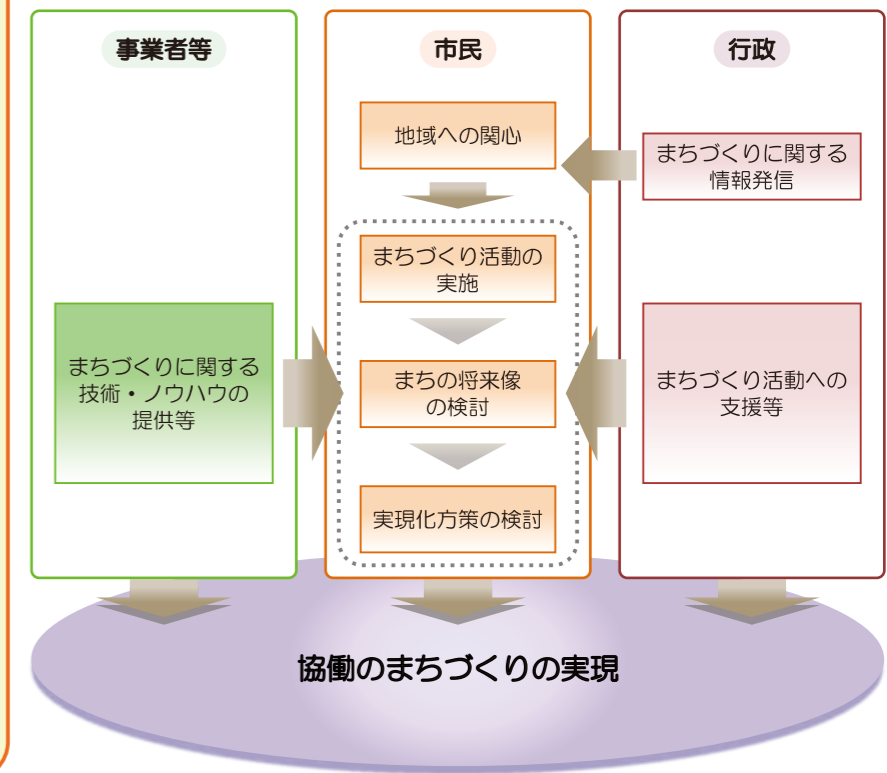 事業者等
まちづくりに関する
技術・ノウハウの
提供等
市民
地域への関心
まちづくり活動の
実施
まちの将来像
の検討
実現化方策の検討
行政
まちづくりに関する
情報発信
まちづくり活動への
支援等
協働のまちづくりの実現